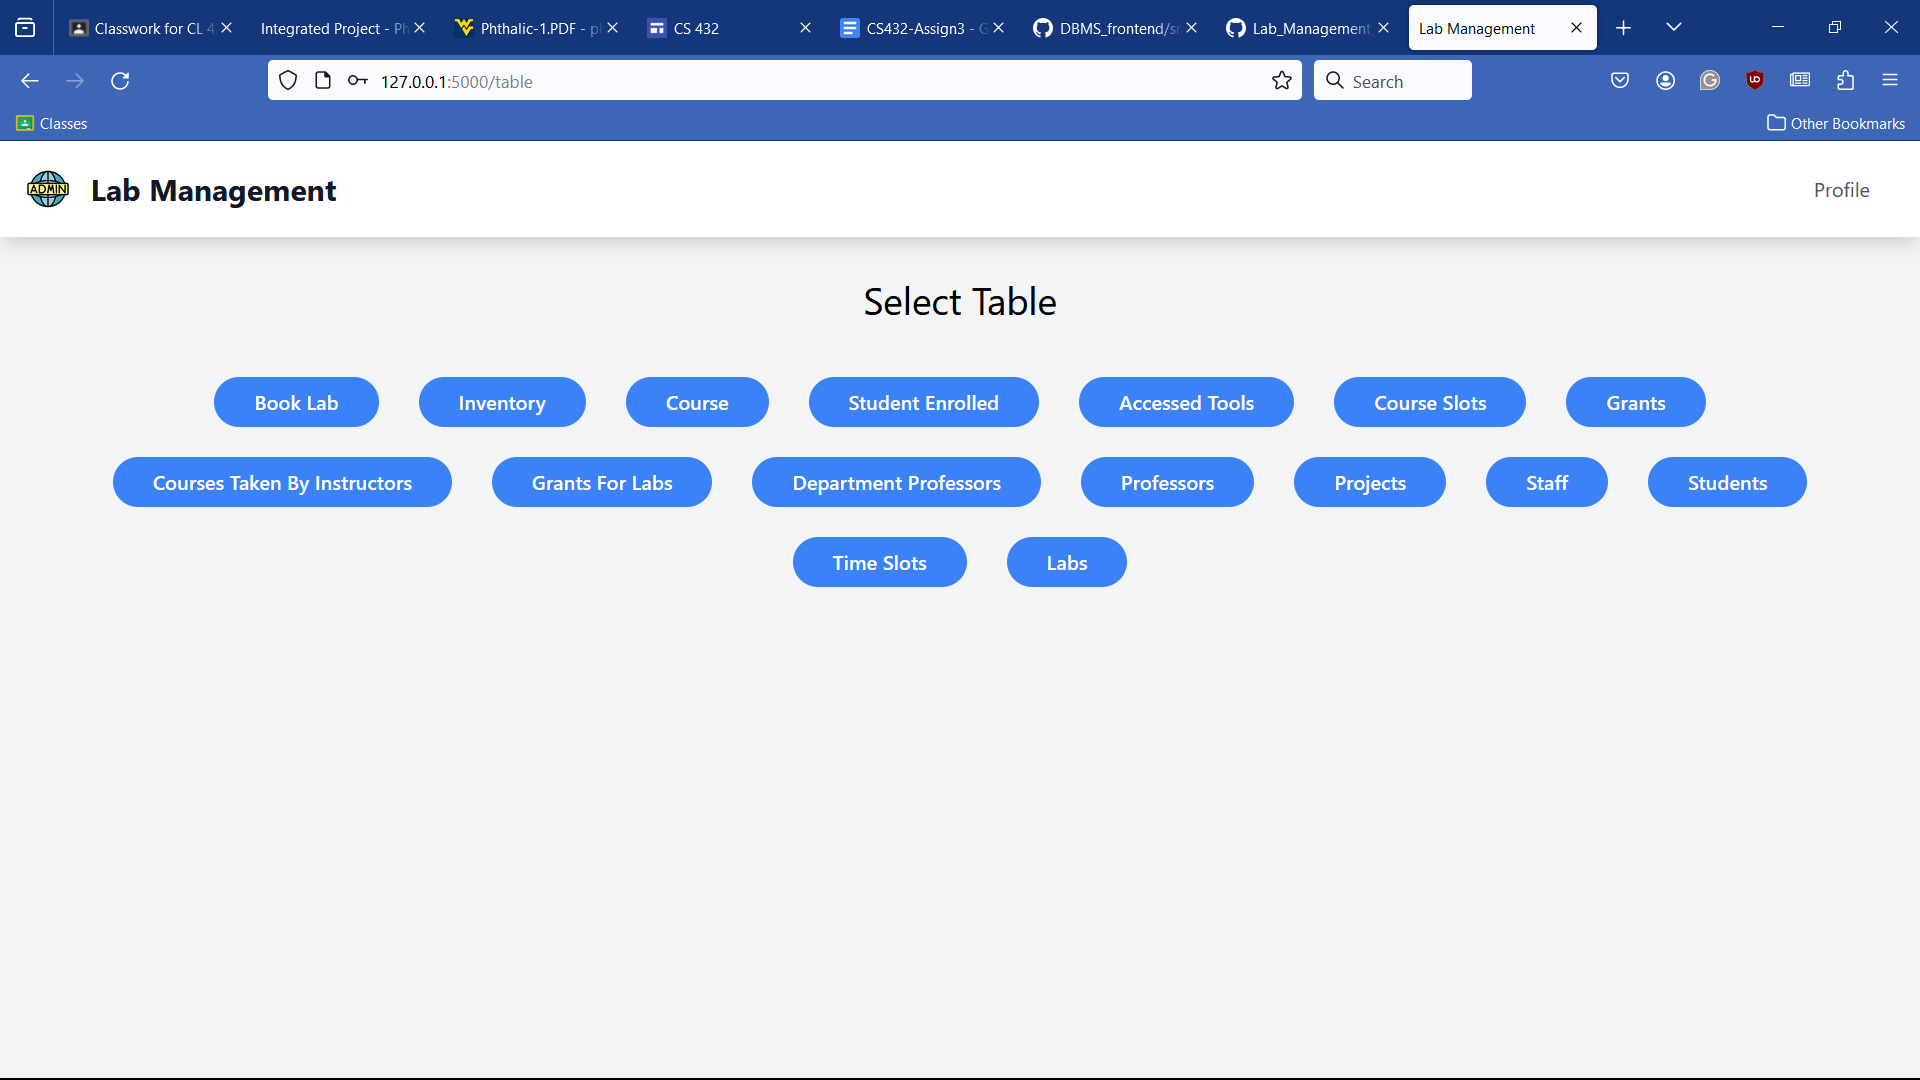 Classwork for CL 4
Integrated Project - Ph
Phthalic-1.PDF - p
CS 432
CS432-Assign3 - G
DBMS_frontend/sr
Lab_Management_
Lab Management
127.0.0.1:5000/table
Search
Classes
Other Bookmarks
ADMIN
Lab Management
Profile
Select Table
Book Lab
Inventory
Course
Student Enrolled
Accessed Tools
Course Slots
Grants
Courses Taken By Instructors
Grants For Labs
Department Professors
Professors
Projects
Staff
Students
Time Slots
Labs